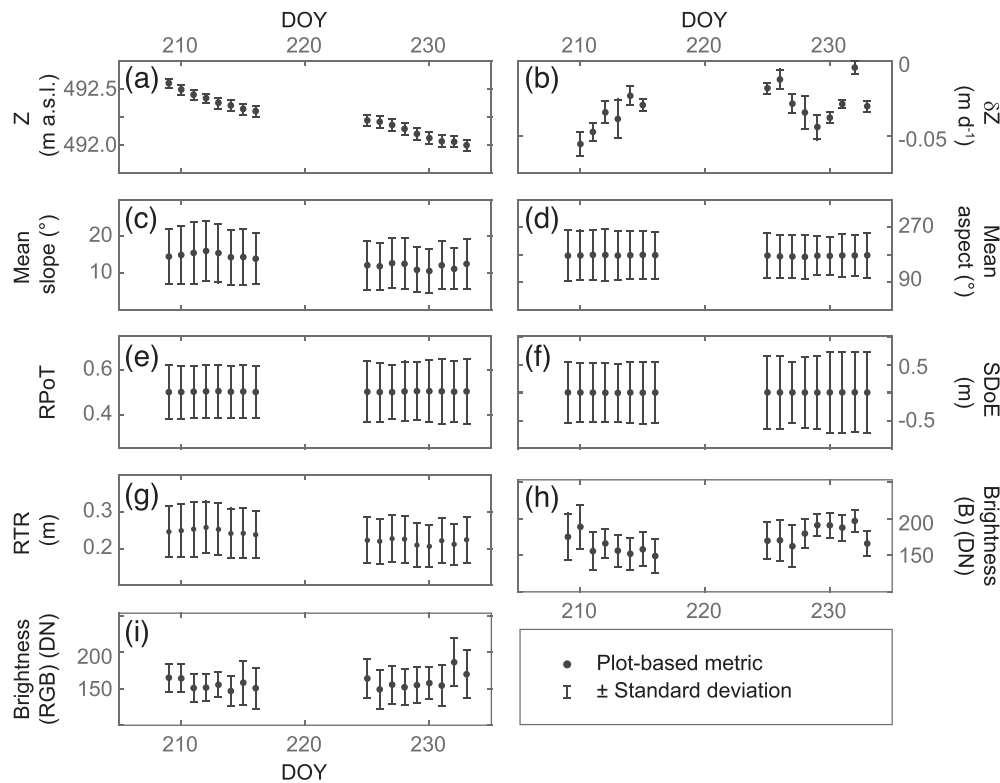 DOY
DOY
210
220
230
210
220
230
(a)
492.5
492.0
Z
(m a.s.l.)
(b)
0
-0.05
δZ
(m d-1)
(c)
20
10
Mean
slope (°)
(d)
270
90
Mean
aspect (°)
(e)
0.6
0.4
RPoT
(f)
0.5
-0.5
SDoE
(m)
(g)
0.3
0.2
RTR
(m)
(h)
200
150
Brightness
(B) (DN)
210
220
230
(i)
200
150
Brightness
(RGB) (DN)
210
220
230
DOY
Plot-based metric
± Standard deviation